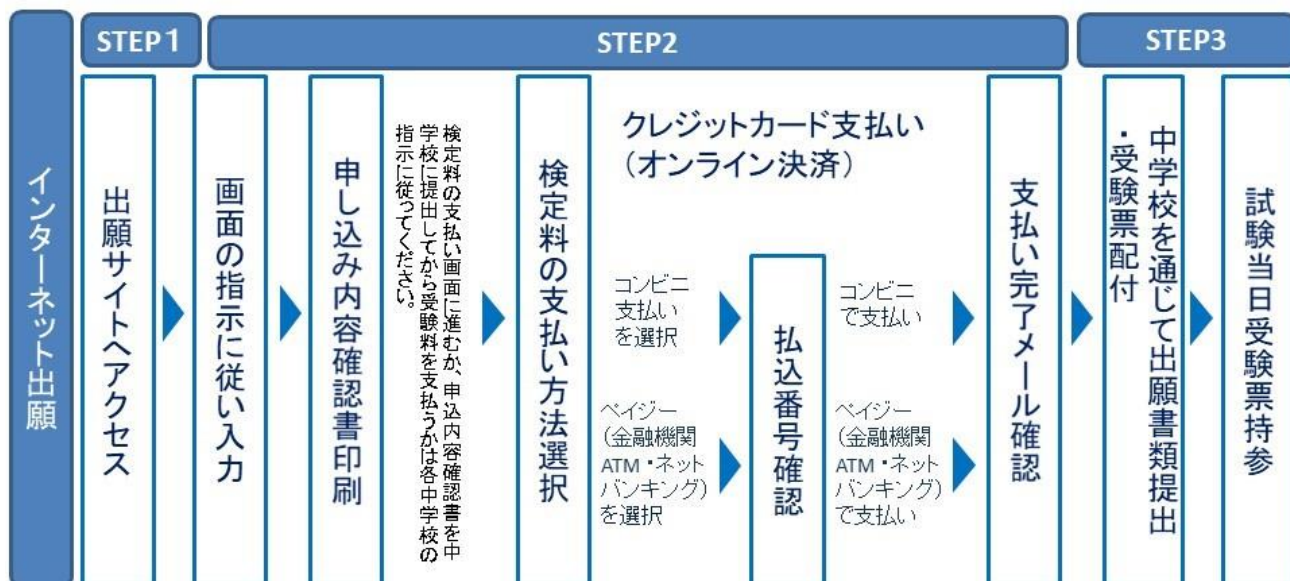 STEP1
STEP2
STEP3
インターネット出願
出願サイトへアクセス
画面の指示に従い入力
申し込み内容確認書印刷
検定料の支払い画面に進むか、申込内容確認書を中
学校に提出してから受験料を支払うかは各中学校の
指示に従ってください。
検定料の支払い方法選択
クレジットカード支払い
（オンライン決済）
コンビニ
支払い
を選択
ペイジー
（金融機関
ATM・ネット
バンキング）
を選択
払込番号確認
コンビニ
で支払い
ペイジー
（金融機関
ATM・ネット
バンキング）
で支払い
支払い完了メール確認
中学校を通じて出願書類提出
・受験票配付
試験当日受験票持参